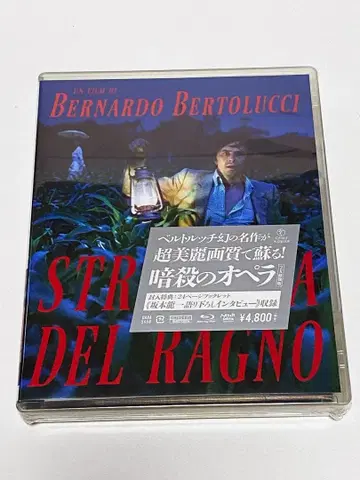 UN FILM DI
BERNARDO BERTOLUCCI
ベルトルッチ幻の名作が
超美麗画質で蘇る!
暗殺のオペラ
封入特典:24ページブックレット
《坂本龍一語り下ろしインタビュー》収録
¥4,800
STR A
DEL RAGNO